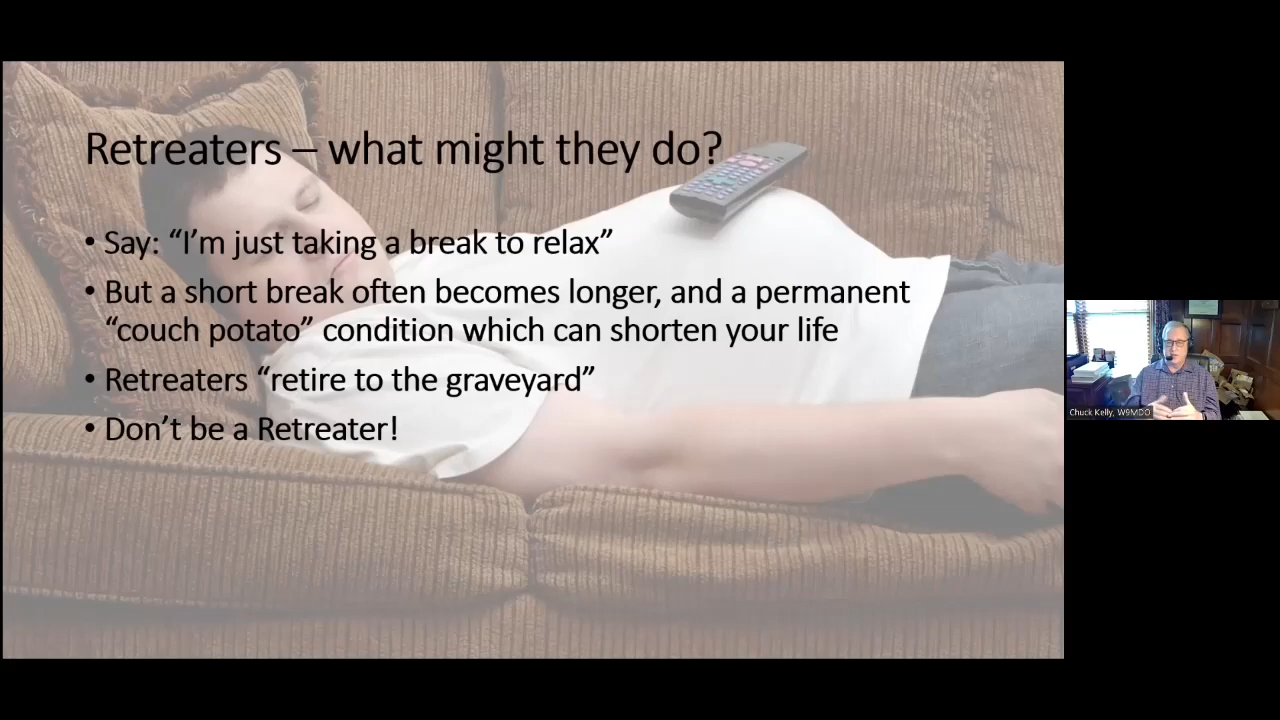 Retreaters – what might they do?
• Say: “I’m just taking a break to relax”
• But a short break often becomes longer, and a permanent
“couch potato” condition which can shorten your life
• Retreaters “retire to the graveyard”
• Don’t be a Retreater!
Chuck Kelly, W9MDO